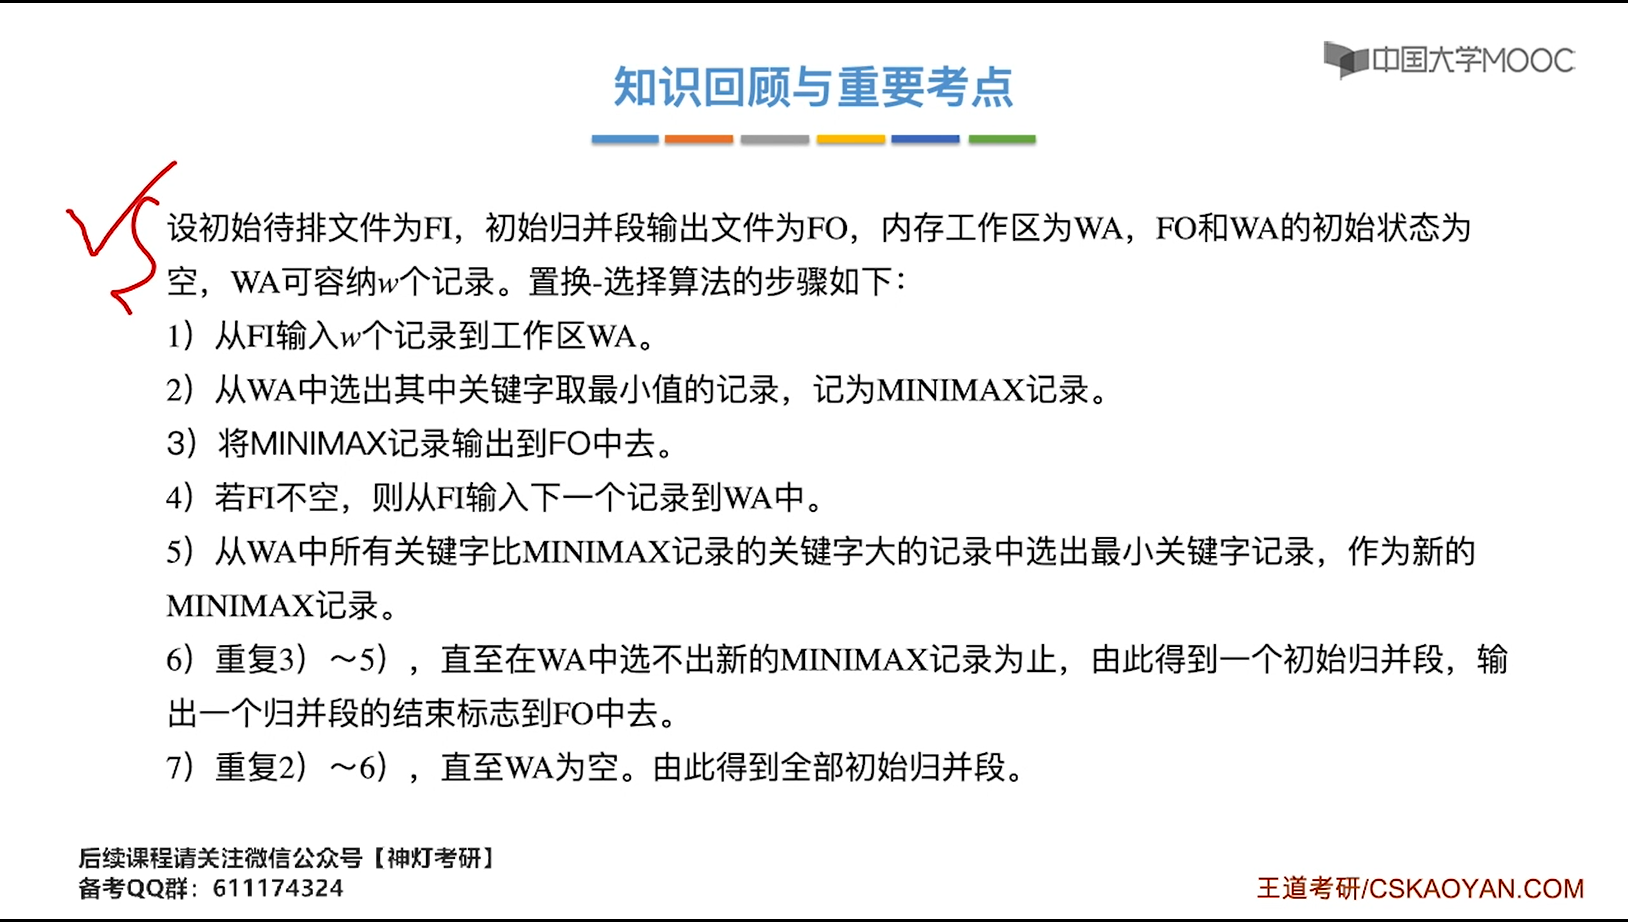 中国大学MOOC
知识回顾与重要考点
设初始待排文件为FI，初始归并段输出文件为FO，内存工作区为WA，FO和WA的初始状态为
空，WA可容纳w个记录。置换-选择算法的步骤如下：
1）从FI输入w个记录到工作区WA。
2）从WA中选出其中关键字取最小值的记录，记为MINIMAX记录。
3）将MINIMAX记录输出到FO中去。
4）若FI不空，则从FI输入下一个记录到WA中。
5）从WA中所有关键字比MINIMAX记录的关键字大的记录中选出最小关键字记录，作为新的
MINIMAX记录。
6）重复3）～5），直至在WA中选不出新的MINIMAX记录为止，由此得到一个初始归并段，输
出一个归并段的结束标志到FO中去。
7）重复2）～6），直至WA为空。由此得到全部初始归并段。
后续课程请关注微信公众号【神灯考研】
备考QQ群：611174324
王道考研/CSKAOYAN.COM